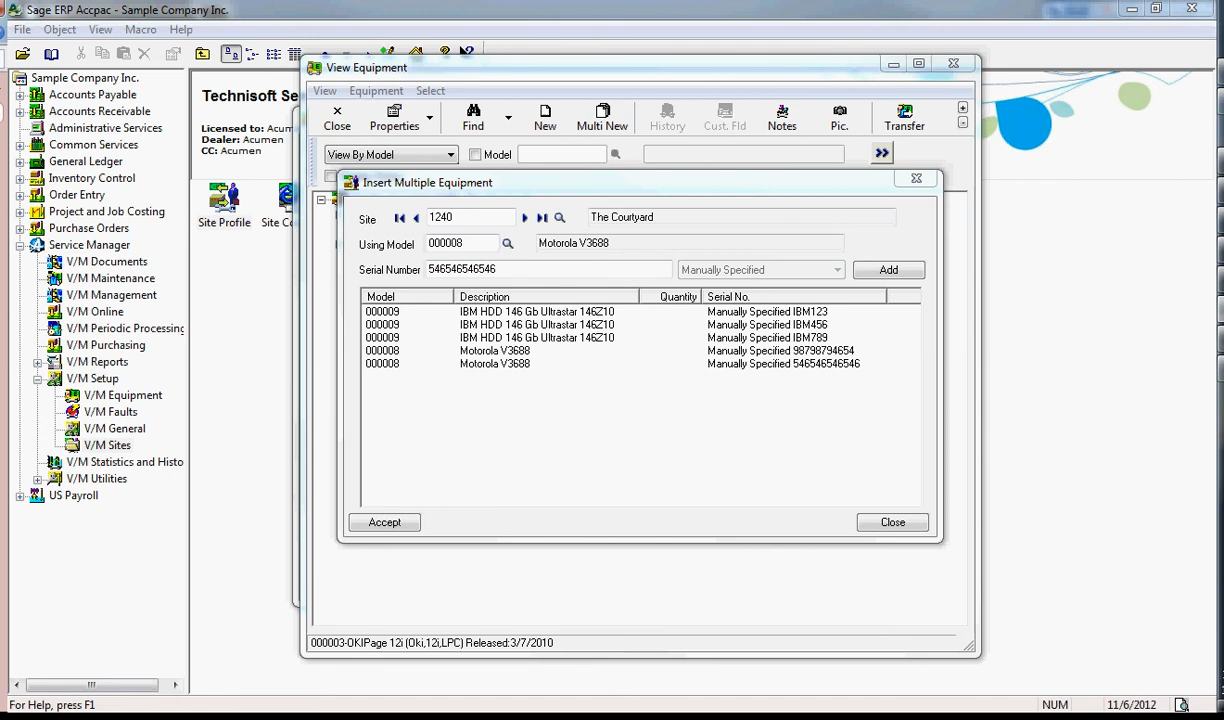 Sage ERP Accpac - Sample Company Inc.
File Object View Macro Help
Sample Company Inc.
Accounts Payable
Accounts Receivable
Administrative Services
Common Services
General Ledger
Inventory Control
Order Entry
Project and Job Costing
Purchase Orders
Service Manager
V/M Documents
V/M Maintenance
V/M Management
V/M Online
V/M Periodic Processing
V/M Purchasing
V/M Reports
V/M Setup
V/M Equipment
V/M Faults
V/M General
V/M Sites
V/M Statistics and Histo
V/M Utilities
US Payroll
Technisoft Se
Licensed to: Acum
Dealer: Acumen
CC: Acumen
Site Profile Site Co
View Equipment
View Equipment Select
Close Properties Find New Multi New History Cust. Fld Notes Pic. Transfer
View By Model Model
Insert Multiple Equipment
Site 1240 The Courtyard
Using Model 000008 Motorola V3688
Serial Number 546546546546 Manually Specified Add
Model Description Quantity Serial No.
000009 IBM HDD 146 Gb Ultrastar 146Z10 Manually Specified IBM123
000009 IBM HDD 146 Gb Ultrastar 146Z10 Manually Specified IBM456
000009 IBM HDD 146 Gb Ultrastar 146Z10 Manually Specified IBM789
000008 Motorola V3688 Manually Specified 98798794654
000008 Motorola V3688 Manually Specified 546546546546
Accept Close
000003-OKIPage 12i (Oki,12i,LPC) Released:3/7/2010
For Help, press F1 NUM 11/6/2012